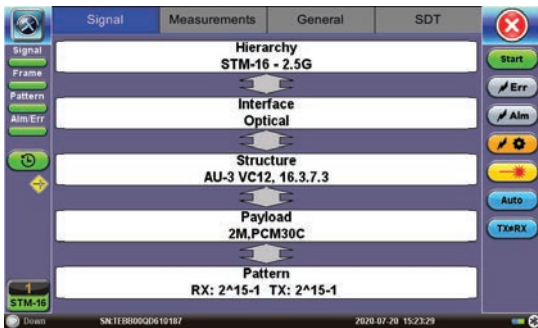 Signal
Measurements
General
SDT
Signal
Frame
Pattern
Alm/Err
Hierarchy
STM-16 - 2.5G
Interface
Optical
Structure
AU-3 VC12, 16.3.7.3
Payload
2M,PCM30C
Pattern
RX: 2^15-1 TX: 2^15-1
Start
Err
Alm
Auto
TX≠RX
1
STM-16
Down
SN:TEBB00QD610187
2020-07-20 15:23:29